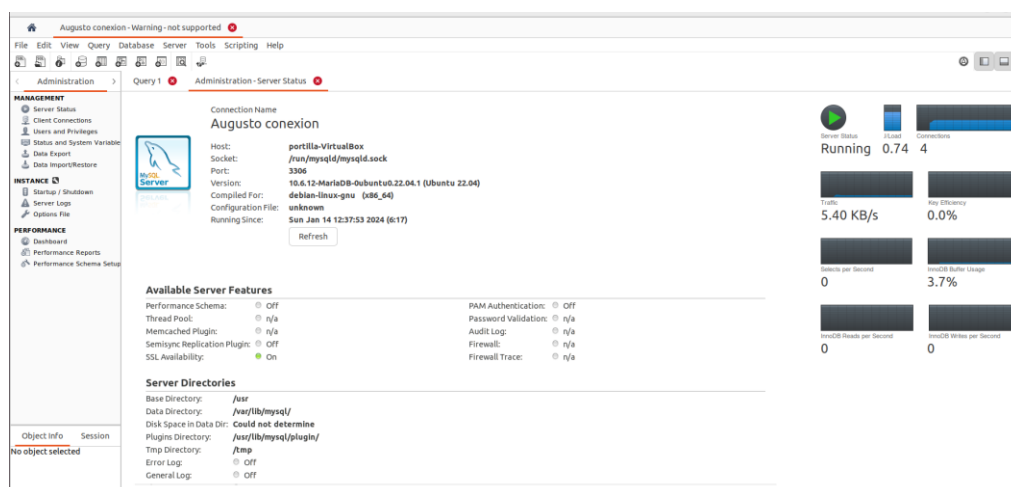 Augusto conexion - Warning - not supported
File Edit View Query Database Server Tools Scripting Help
Administration
Query 1
Administration - Server Status
MANAGEMENT
Server Status
Client Connections
Users and Privileges
Status and System Variable
Data Export
Data Import/Restore
INSTANCE
Startup / Shutdown
Server Logs
Options File
PERFORMANCE
Dashboard
Performance Reports
Performance Schema Setup
Object Info Session
No object selected
MySQL
Server
Connection Name
Augusto conexion
Host: portilla-VirtualBox
Socket: /run/mysqld/mysqld.sock
Port: 3306
Version: 10.6.12-MariaDB-0ubuntu0.22.04.1 (Ubuntu 22.04)
Compiled For: debian-linux-gnu (x86_64)
Configuration File: unknown
Running Since: Sun Jan 14 12:37:53 2024 (6:17)
Refresh
Available Server Features
Performance Schema: Off
Thread Pool: n/a
Memcached Plugin: n/a
Semisync Replication Plugin: Off
SSL Availability: On
PAM Authentication: Off
Password Validation: n/a
Audit Log: n/a
Firewall: n/a
Firewall Trace: n/a
Server Directories
Base Directory: /usr
Data Directory: /var/lib/mysql/
Disk Space in Data Dir: Could not determine
Plugins Directory: /usr/lib/mysql/plugin/
Tmp Directory: /tmp
Error Log: Off
General Log: Off
Server Status
Running
Load
0.74
Connections
4
Traffic
5.40 KB/s
Key Efficiency
0.0%
Selects per Second
0
InnoDB Buffer Usage
3.7%
InnoDB Reads per Second
0
InnoDB Writes per Second
0